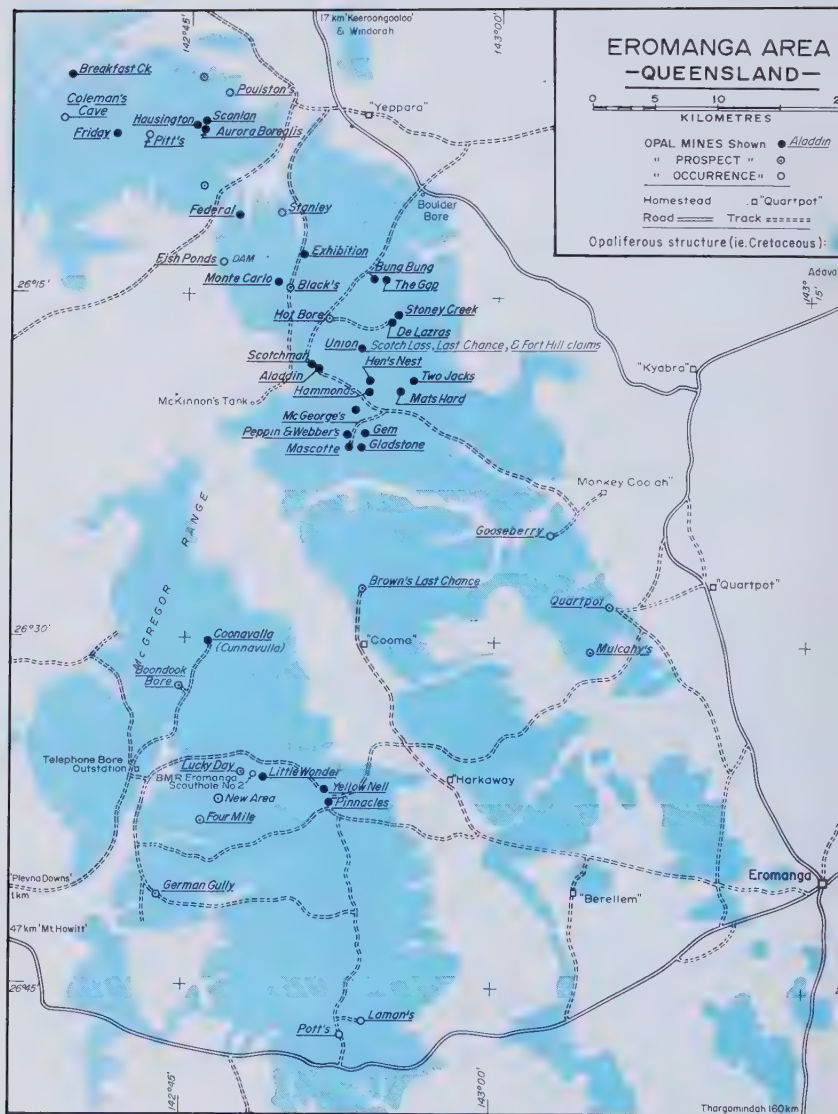 142°45'
17 km 'Keeroongooloo'
& Windorah
143°00'
EROMANGA AREA
—QUEENSLAND—
0 5 10
KILOMETRES
OPAL MINES Shown Aladdin
" PROSPECT "
" OCCURRENCE "
Homestead "Quartpot"
Road Track
Opaliferous structure (ie. Cretaceous):
Breakfast Ck.
Poulston's
Coleman's
Cave
Hausington
Scanlan
"Yeppara"
Friday
Pitt's
Aurora Borealis
Federal
Stanley
Boulder
Bore
Fish Ponds
DAM
Exhibition
Bung Bung
26°15'
Monte Carlo
Black's
The Gap
143°
15'
Hot Bore
Stoney Creek
De Lazras
Union
Scotch Lass, Last Chance, & Fort Hill claims
Scotchman
Hen's Nest
"Kyabra"
Aladdin
Two Jacks
McKinnon's Tank
Hammonds
Mats Hard
McGeorge's
Peppin & Webber's
Gem
Mascotte
Gladstone
McGREGOR RANGE
Gooseberry
Brown's Last Chance
Quartpot
"Quartpot"
26°30'
Coonavalla
(Cunnavulla)
"Cooma"
Mulcahy's
Boondook
Bore
Telephone Bore
Outstation
Lucky Day
BMR Eromanga
Scouthole No 2
Little Wonder
Harkaway
New Area
Yellow Nell
Pinnacles
Four Mile
'Plevna Downs'
1 km
German Gully
"Berellem"
Eromanga
47 km 'Mt. Howitt'
26°45'
Laman's
Pott's
142°45'
143°00'
Thargomindah 160 km